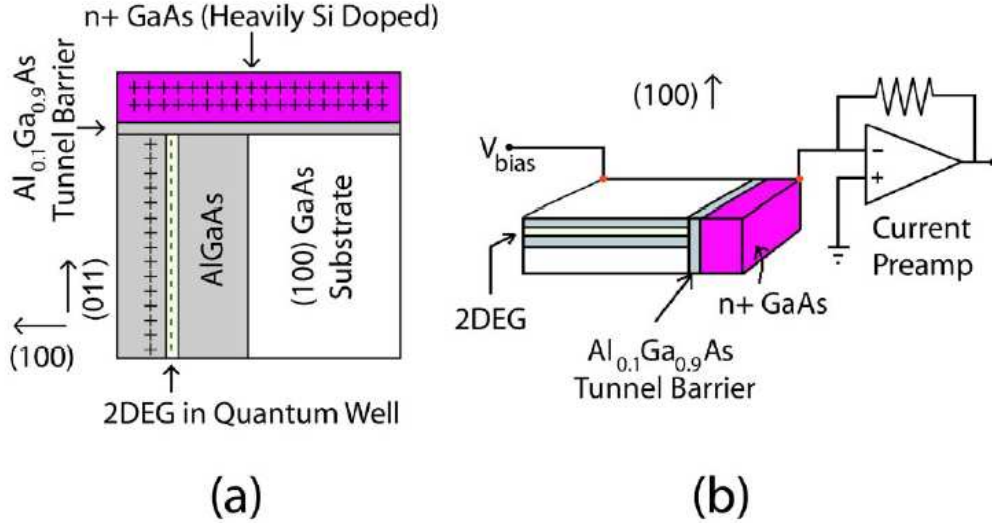 n+ GaAs (Heavily Si Doped)
Al0.1Ga0.9As
Tunnel Barrier
+++++++++++++++++
+++++++++++++++++
AlGaAs
(100) GaAs
Substrate
(011)
(100)
2DEG in Quantum Well
(a)
(100)
Vbias
−
+
Current
Preamp
2DEG
n+ GaAs
Al0.1Ga0.9As
Tunnel Barrier
(b)